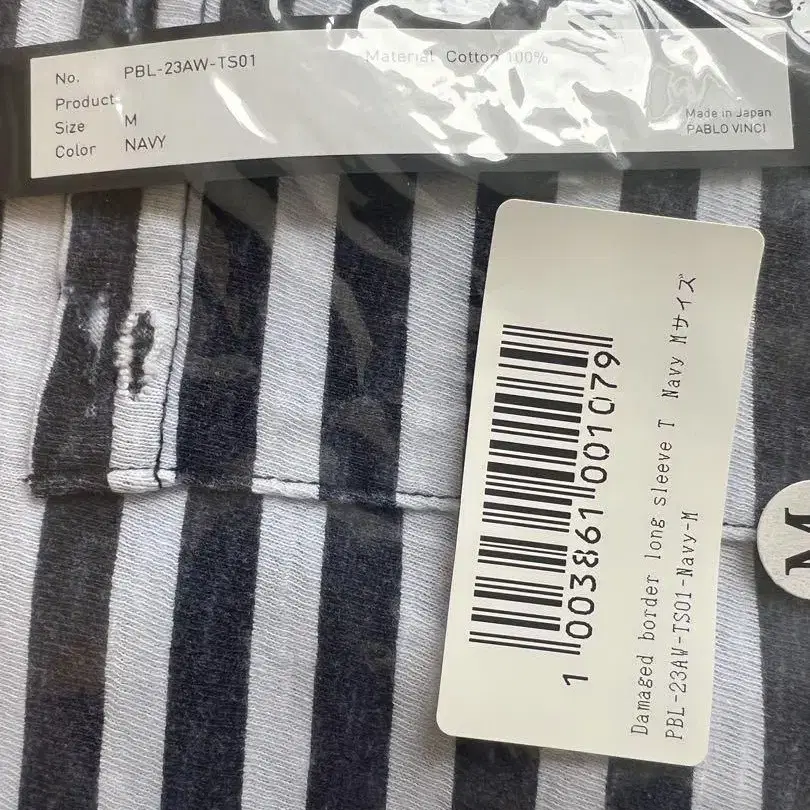 No. PBL-23AW-TS01
Product
Size M
Color NAVY
Material Cotton 100%
Made in Japan
PABLO VINCI
1 003861 001079
Damaged border long sleeve T Navy Mサイズ
PBL-23AW-TS01-Navy-M
M